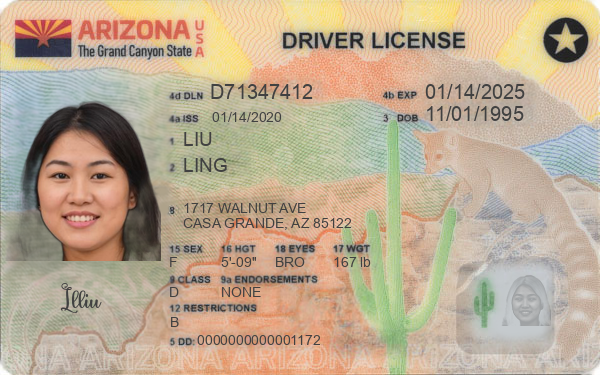 ARIZONA USA
The Grand Canyon State
DRIVER LICENSE
4d DLN D71347412
4b EXP 01/14/2025
4a ISS 01/14/2020
3 DOB 11/01/1995
1 LIU
2 LING
8 1717 WALNUT AVE
CASA GRANDE, AZ 85122
15 SEX 16 HGT 18 EYES 17 WGT
F 5'-09" BRO 167 lb
9 CLASS 9a ENDORSEMENTS
D NONE
12 RESTRICTIONS
B
5 DD: 0000000000001172
Illiu
ARIZONA ARIZONA ARIZONA ARIZONA